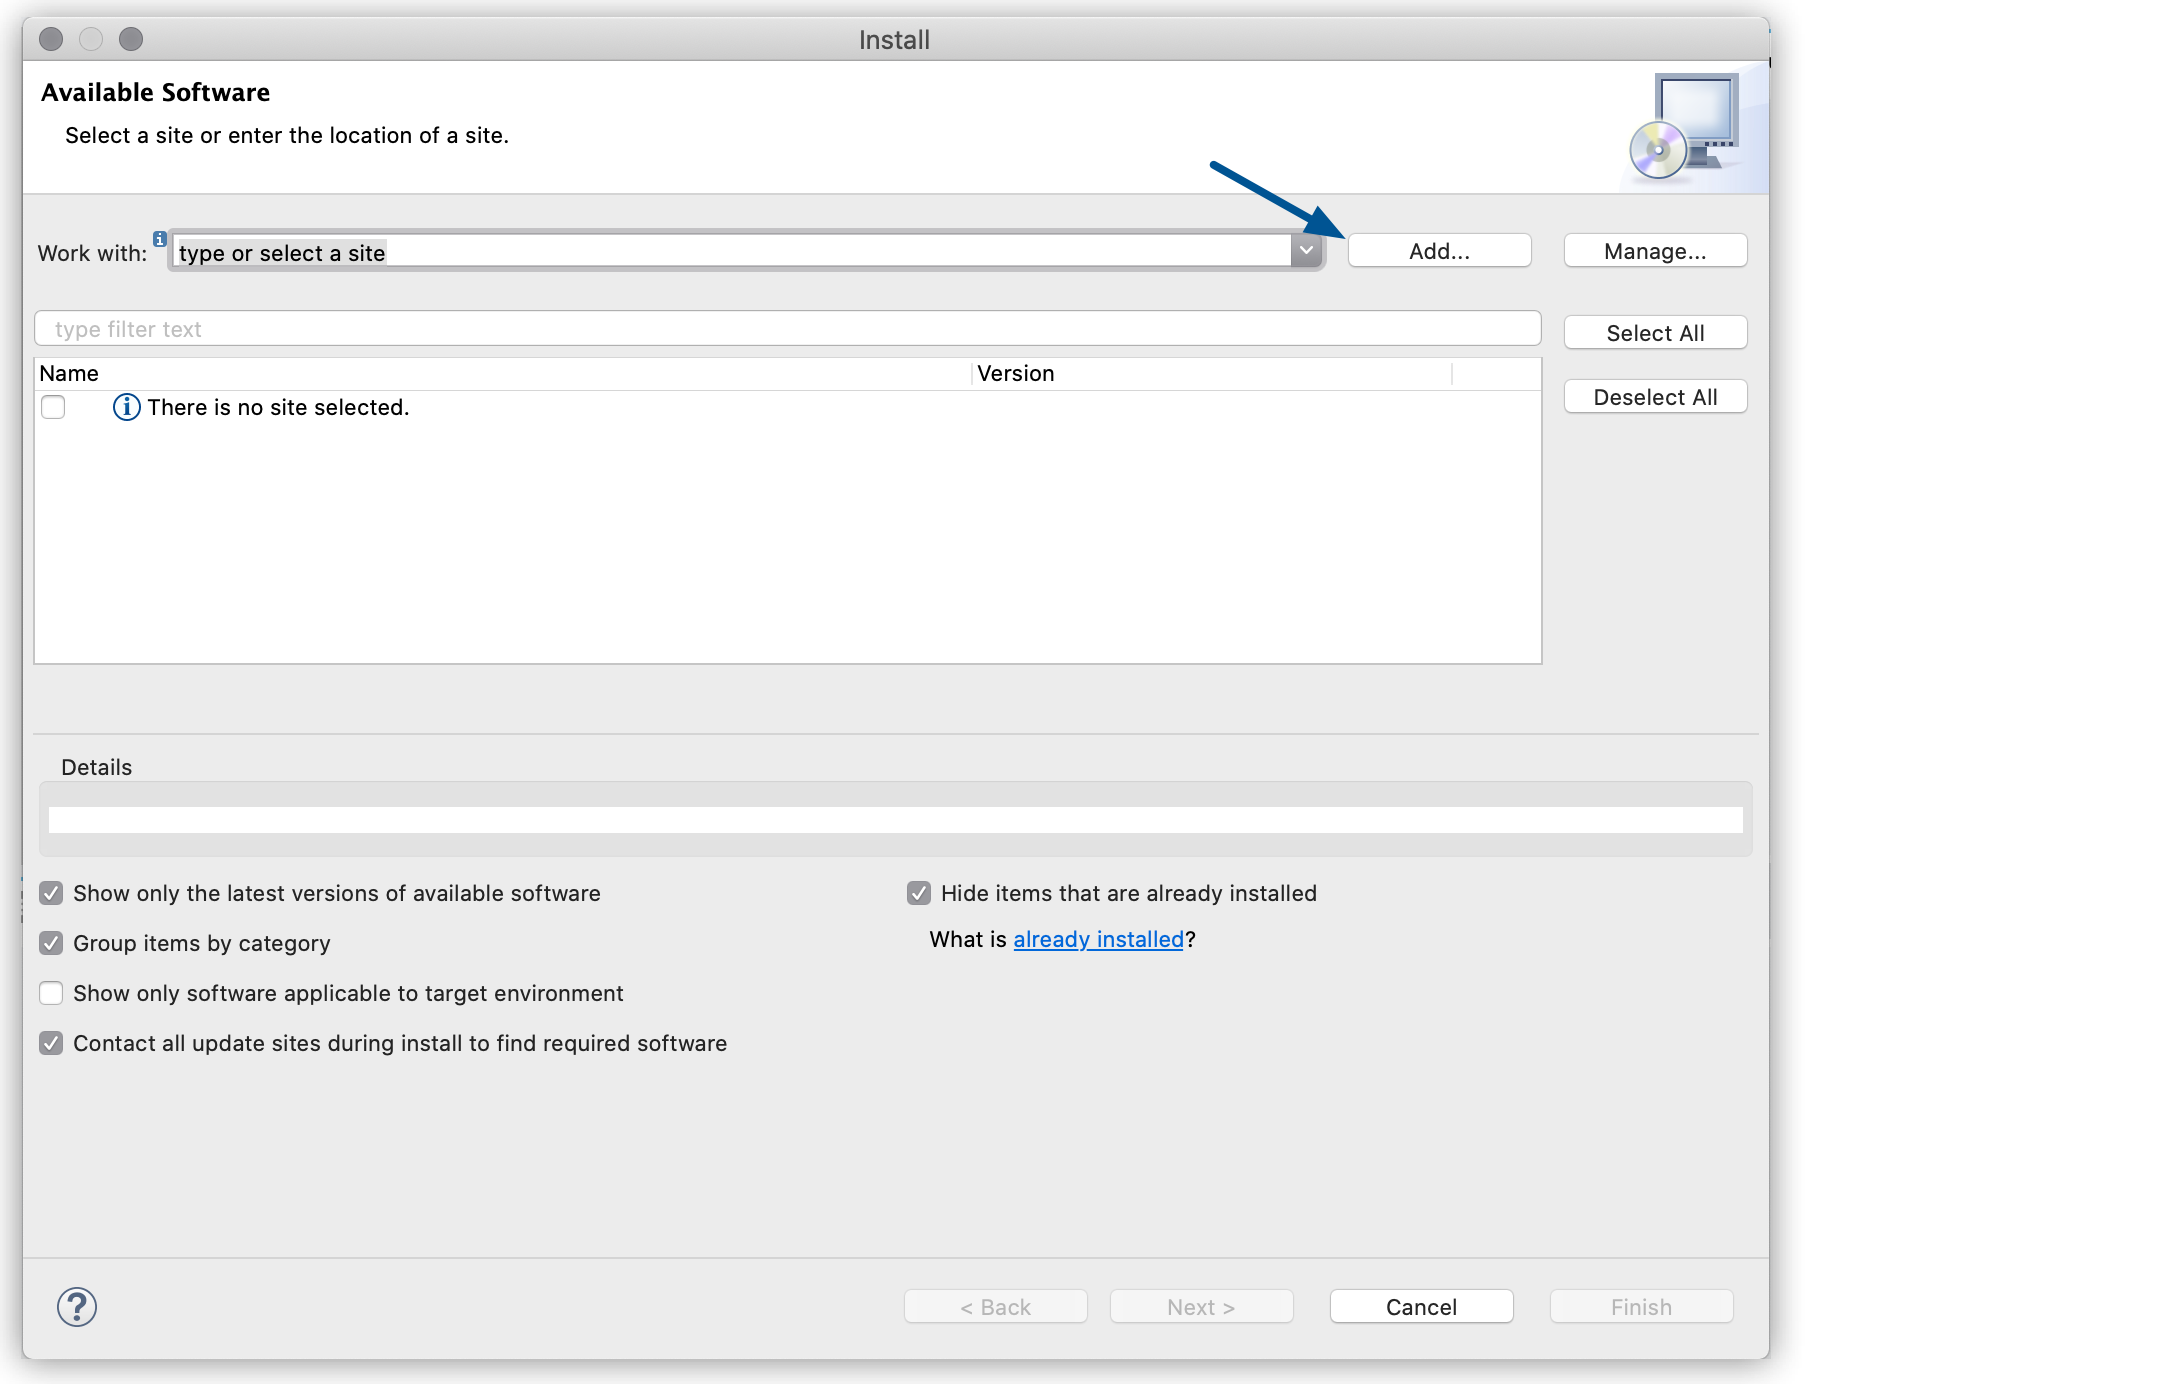 Install
Available Software
Select a site or enter the location of a site.
Work with: type or select a site Add... Manage...
type filter text
Select All
Name Version
There is no site selected.
Deselect All
Details
Show only the latest versions of available software
Hide items that are already installed
Group items by category
What is already installed?
Show only software applicable to target environment
Contact all update sites during install to find required software
? < Back Next > Cancel Finish